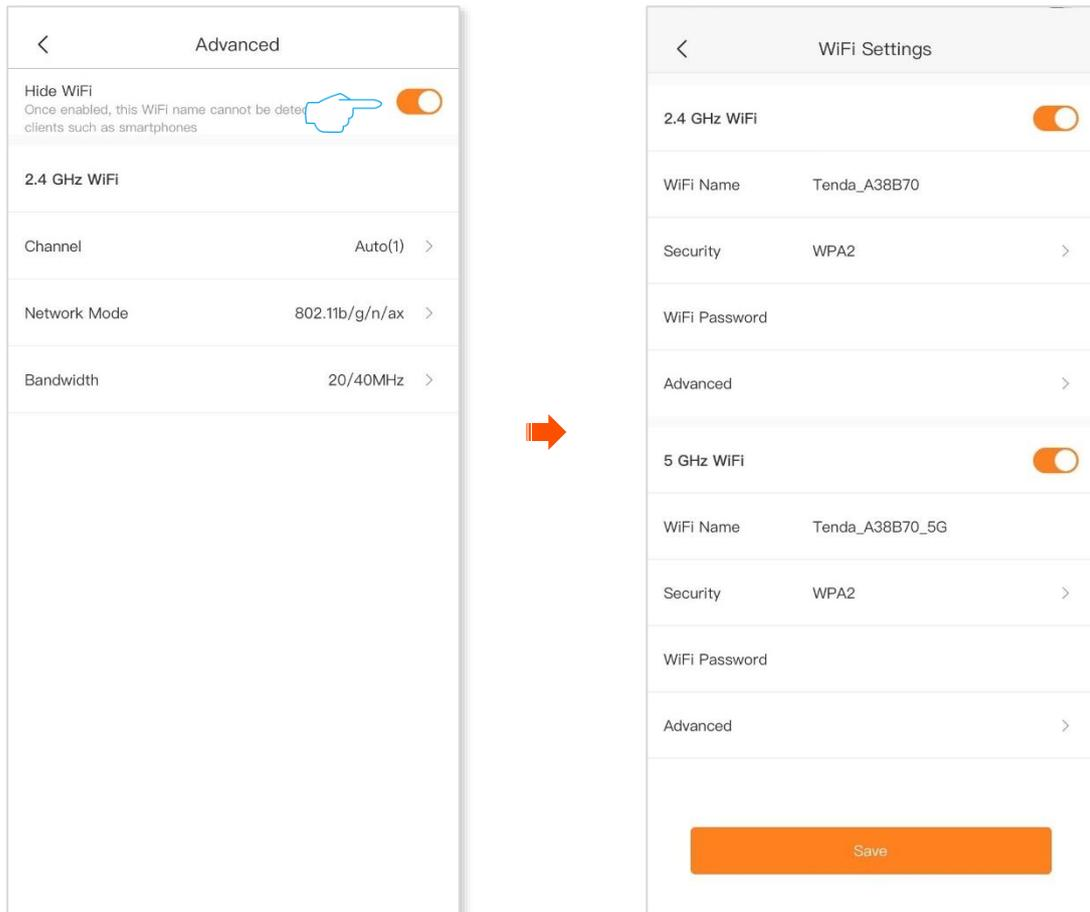 Advanced
Hide WiFi
Once enabled, this WiFi name cannot be
clients such as smartphones
2.4 GHz WiFi
Channel Auto(1)
Network Mode 802.11b/g/n/ax
Bandwidth 20/40MHz
WiFi Settings
2.4 GHz WiFi
WiFi Name Tenda_A38B70
Security WPA2
WiFi Password
Advanced
5 GHz WiFi
WiFi Name Tenda_A38B70_5G
Security WPA2
WiFi Password
Advanced
Save